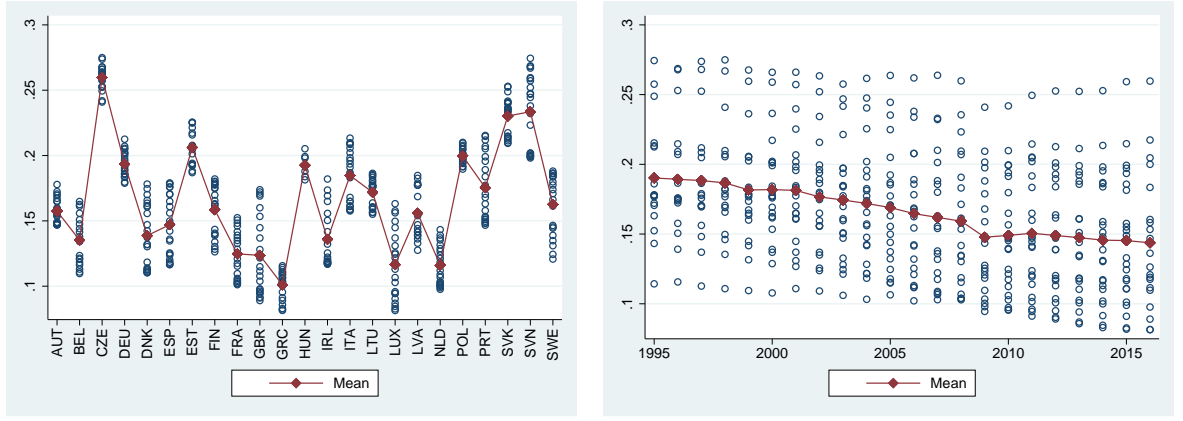 .3
.25
.2
.15
.1
AUT BEL CZE DEU DNK ESP EST FIN FRA GBR GRC HUN IRL ITA LTU LUX LVA NLD POL PRT SVK SVN SWE
Mean
.3
.25
.2
.15
.1
1995 2000 2005 2010 2015
Mean